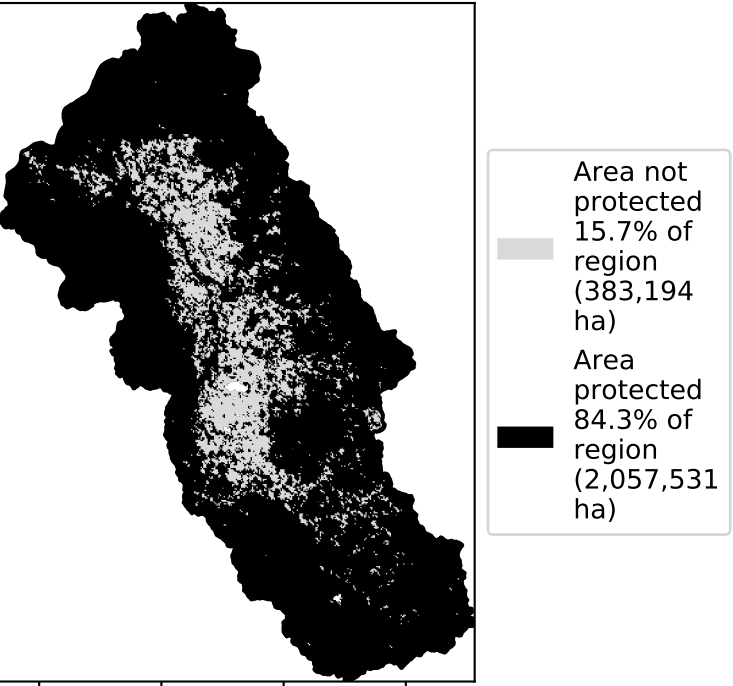 Area not
protected
15.7% of
region
(383,194
ha)
Area
protected
84.3% of
region
(2,057,531
ha)